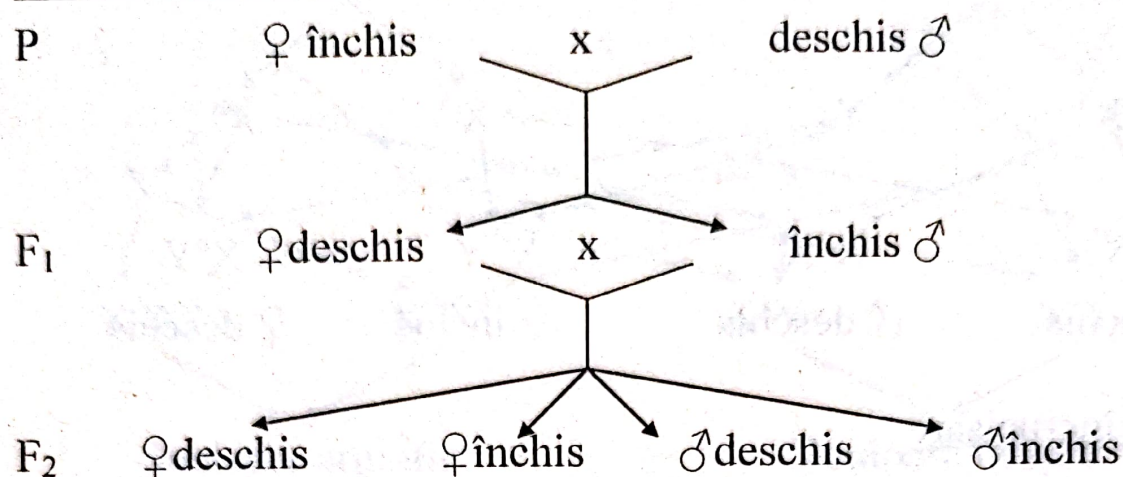 P ♀ închis x deschis ♂
F₁ ♀deschis x închis ♂
F₂ ♀deschis ♀închis ♂deschis ♂închis